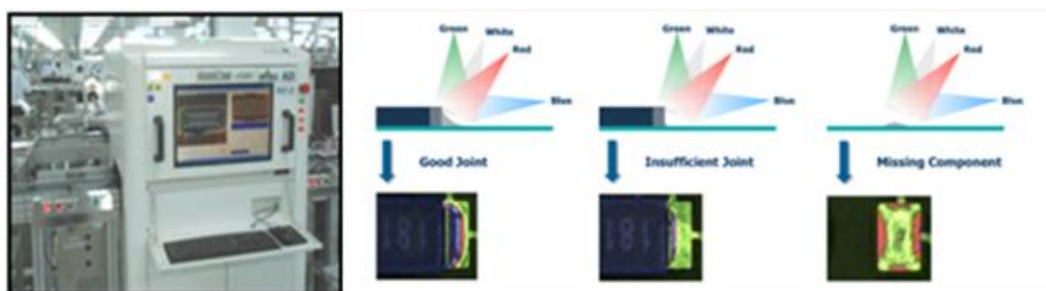 Green
White
Red
Blue
Good Joint
Green
White
Red
Blue
Insufficient Joint
Green
White
Red
Blue
Missing Component